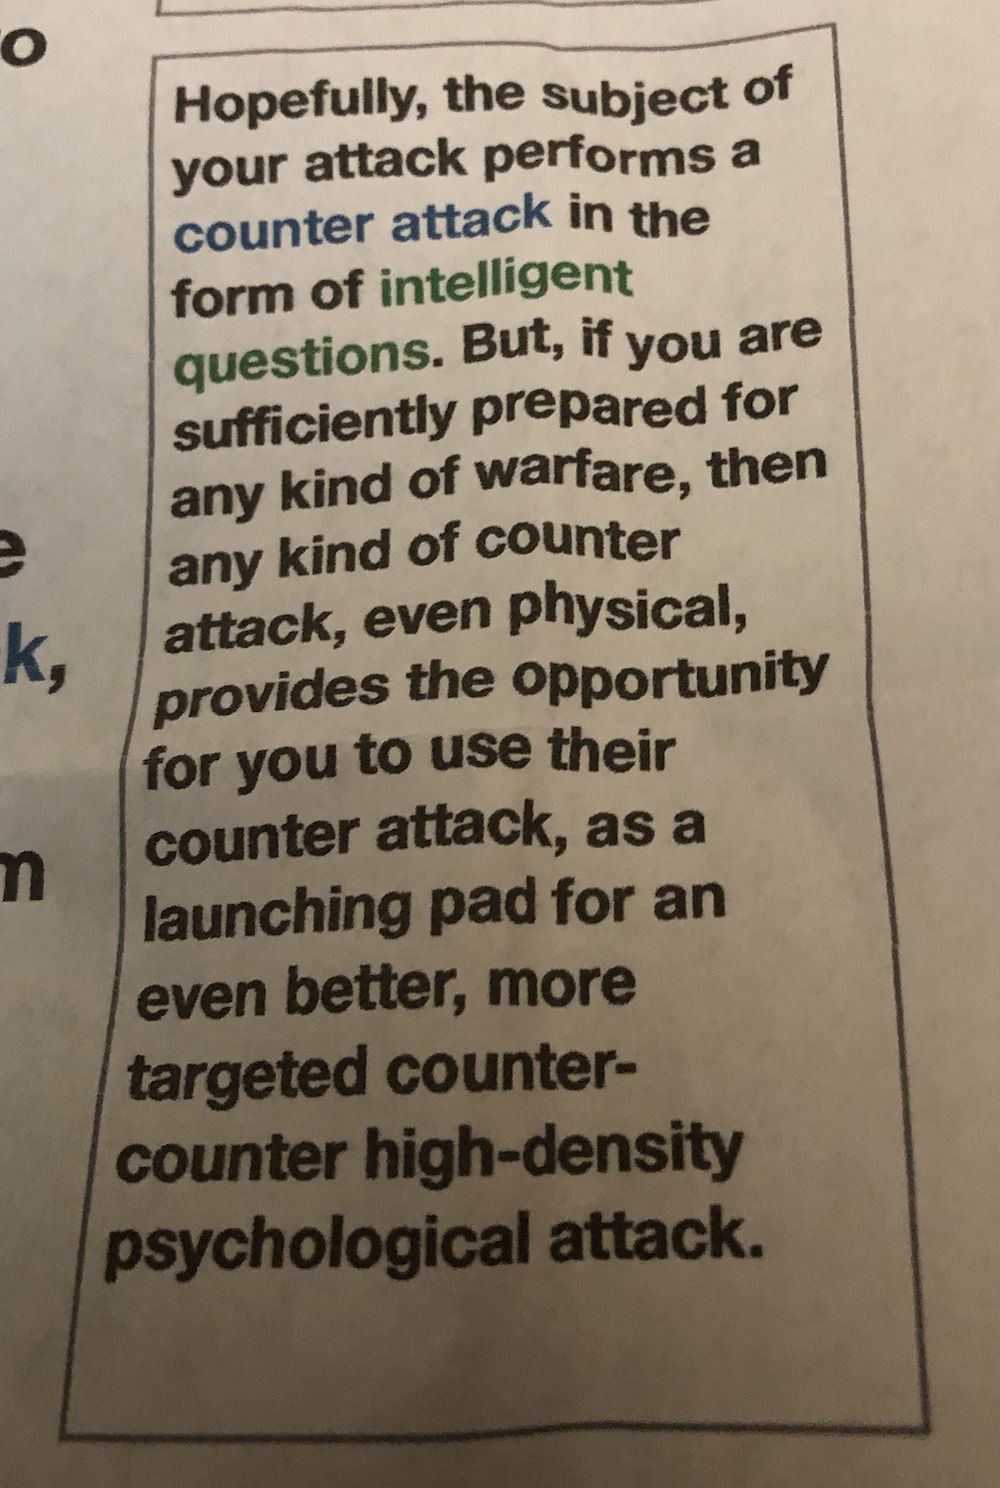 o
e
k,
m
Hopefully, the subject of
your attack performs a
counter attack in the
form of intelligent
questions. But, if you are
sufficiently prepared for
any kind of warfare, then
any kind of counter
attack, even physical,
provides the opportunity
for you to use their
counter attack, as a
launching pad for an
even better, more
targeted counter-
counter high-density
psychological attack.